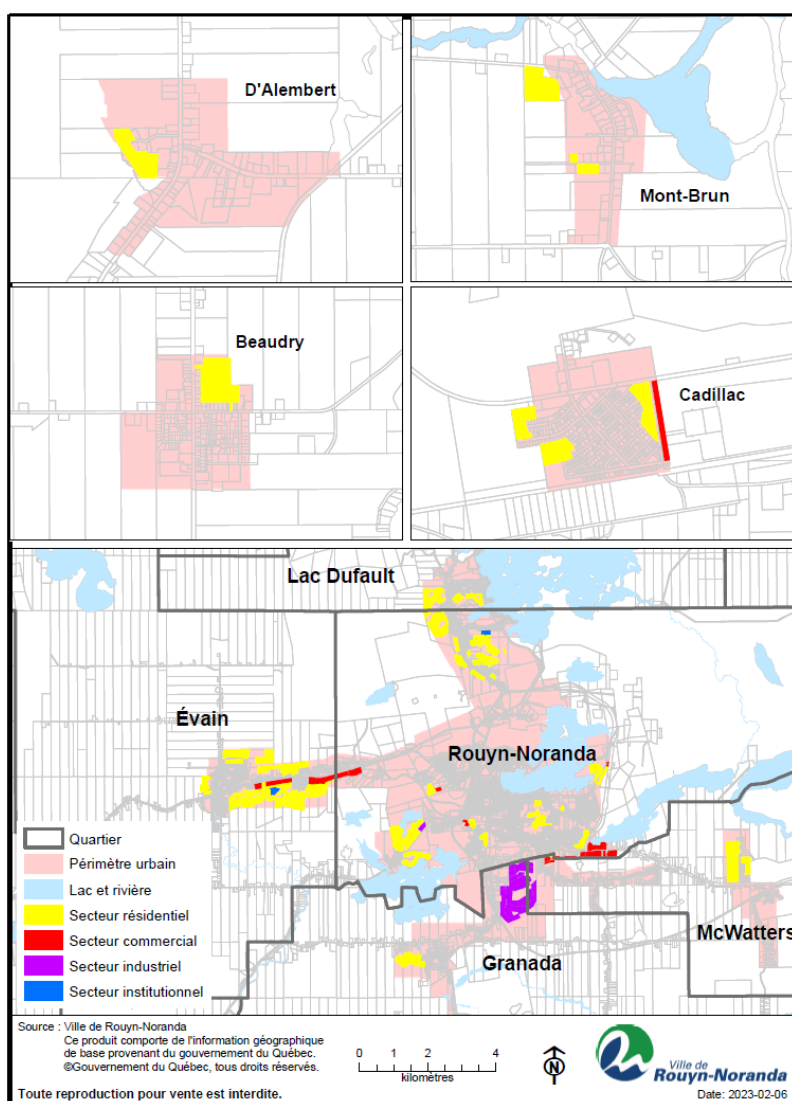 D'Alembert
Mont-Brun
Beaudry
Cadillac
Lac Dufault
Évain
Rouyn-Noranda
McWatters
Granada
Quartier
Périmètre urbain
Lac et rivière
Secteur résidentiel
Secteur commercial
Secteur industriel
Secteur institutionnel
Source : Ville de Rouyn-Noranda
Ce produit comporte de l'information géographique
de base provenant du gouvernement du Québec.
©Gouvernement du Québec, tous droits réservés.
Toute reproduction pour vente est interdite.
0 1 2 4
kilomètres
N
Ville de
Rouyn-Noranda
Date: 2023-02-06